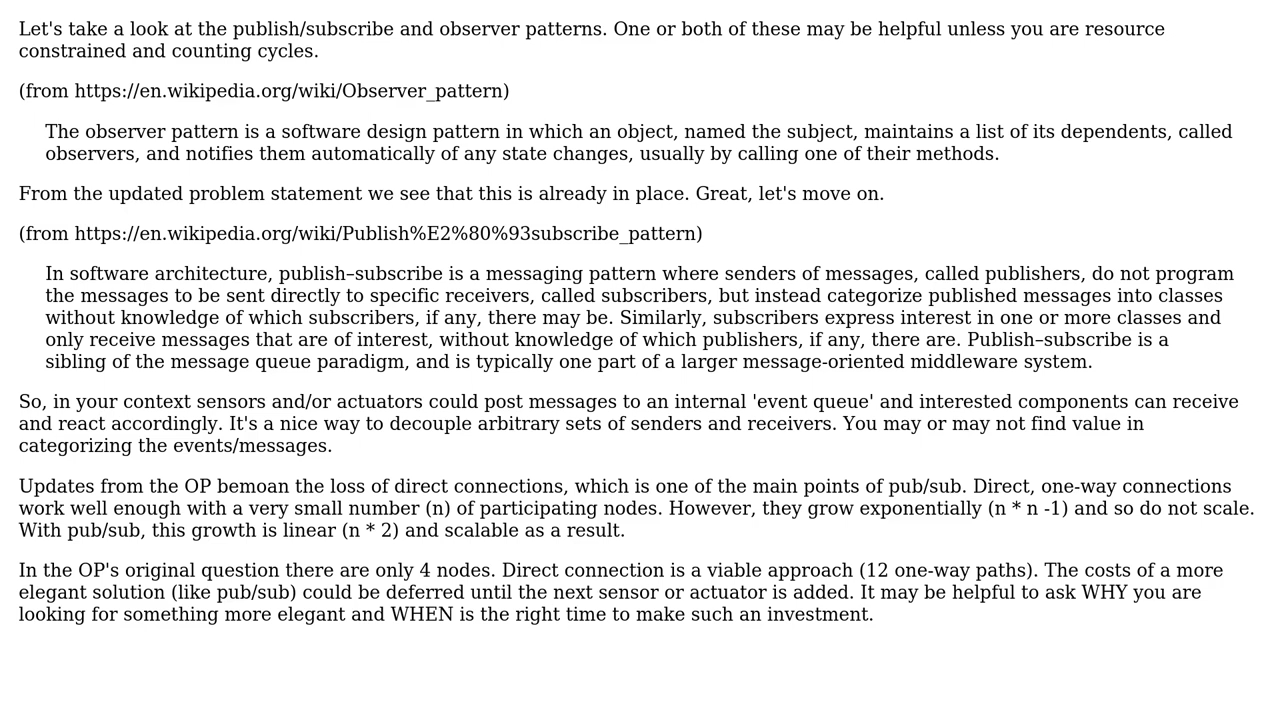 Let's take a look at the publish/subscribe and observer patterns. One or both of these may be helpful unless you are resource
constrained and counting cycles.
(from https://en.wikipedia.org/wiki/Observer_pattern)
The observer pattern is a software design pattern in which an object, named the subject, maintains a list of its dependents, called
observers, and notifies them automatically of any state changes, usually by calling one of their methods.
From the updated problem statement we see that this is already in place. Great, let's move on.
(from https://en.wikipedia.org/wiki/Publish%E2%80%93subscribe_pattern)
In software architecture, publish–subscribe is a messaging pattern where senders of messages, called publishers, do not program
the messages to be sent directly to specific receivers, called subscribers, but instead categorize published messages into classes
without knowledge of which subscribers, if any, there may be. Similarly, subscribers express interest in one or more classes and
only receive messages that are of interest, without knowledge of which publishers, if any, there are. Publish–subscribe is a
sibling of the message queue paradigm, and is typically one part of a larger message-oriented middleware system.
So, in your context sensors and/or actuators could post messages to an internal 'event queue' and interested components can receive
and react accordingly. It's a nice way to decouple arbitrary sets of senders and receivers. You may or may not find value in
categorizing the events/messages.
Updates from the OP bemoan the loss of direct connections, which is one of the main points of pub/sub. Direct, one-way connections
work well enough with a very small number (n) of participating nodes. However, they grow exponentially (n * n -1) and so do not scale.
With pub/sub, this growth is linear (n * 2) and scalable as a result.
In the OP's original question there are only 4 nodes. Direct connection is a viable approach (12 one-way paths). The costs of a more
elegant solution (like pub/sub) could be deferred until the next sensor or actuator is added. It may be helpful to ask WHY you are
looking for something more elegant and WHEN is the right time to make such an investment.